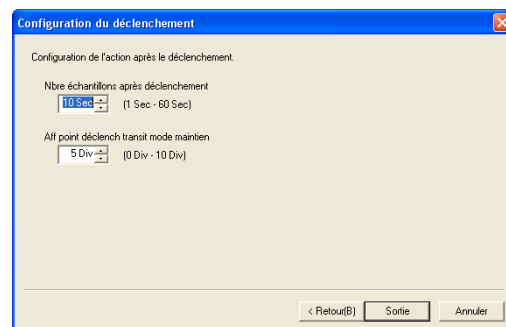 Configuration du déclenchement
Configuration de l'action après le déclenchement.
Nbre échantillons après déclenchement
10 Sec (1 Sec - 60 Sec)
Aff point déclench transit mode maintien
5 Div (0 Div - 10 Div)
< Retour(B) Sortie Annuler